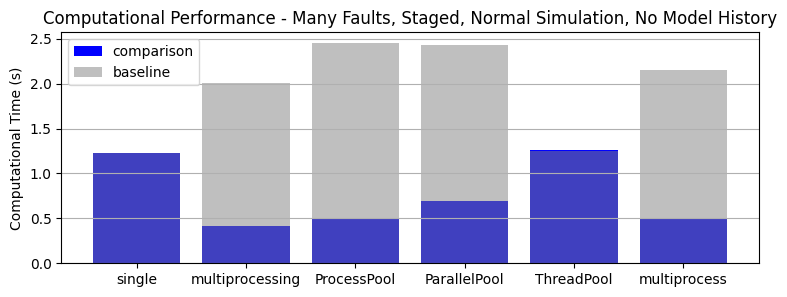 Computational Performance - Many Faults, Staged, Normal Simulation, No Model History
comparison
baseline
Computational Time (s)
2.5
2.0
1.5
1.0
0.5
0.0
single multiprocessing ProcessPool ParallelPool ThreadPool multiprocess